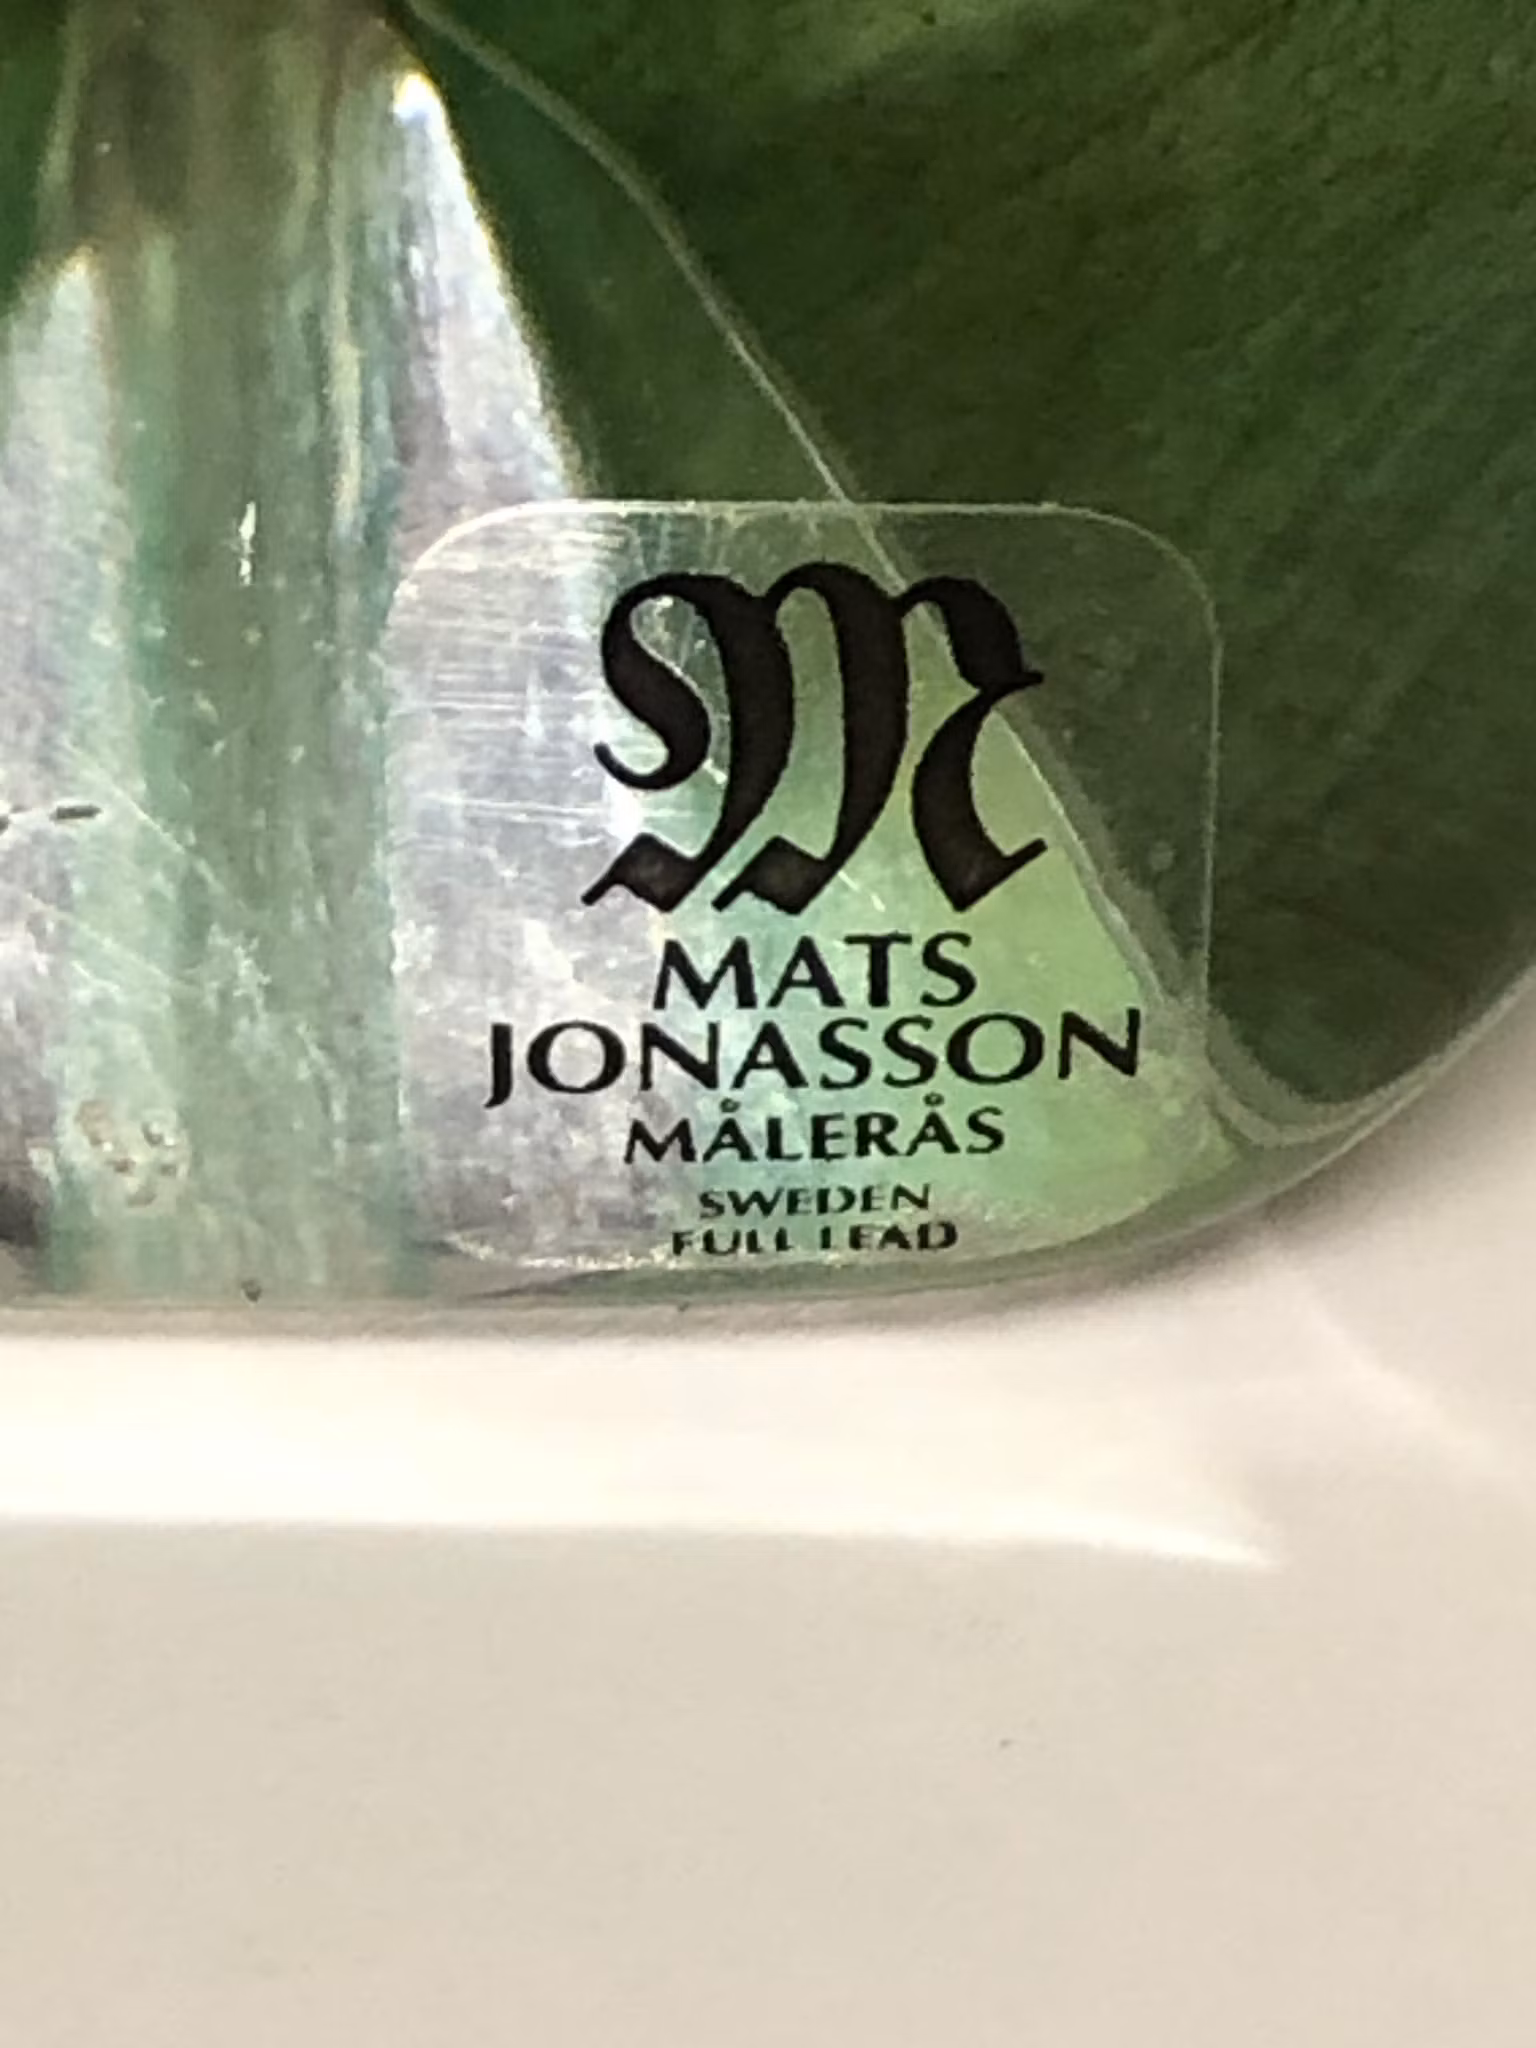 M
MATS
JONASSON
MÅLERÅS
SWEDEN
FULL LEAD